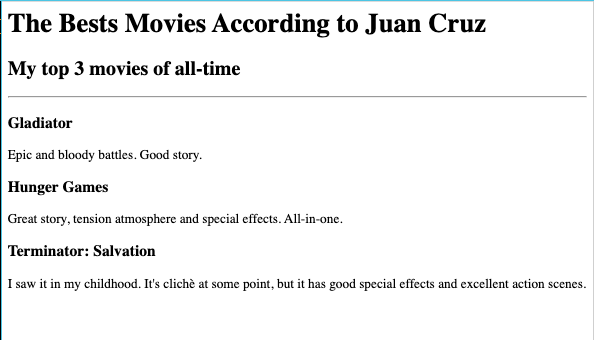 The Bests Movies According to Juan Cruz
My top 3 movies of all-time
Gladiator
Epic and bloody battles. Good story.
Hunger Games
Great story, tension atmosphere and special effects. All-in-one.
Terminator: Salvation
I saw it in my childhood. It's clichè at some point, but it has good special effects and excellent action scenes.